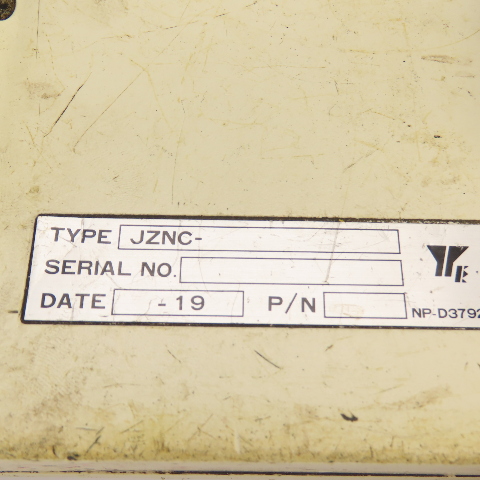 TYPE JZNC-
SERIAL NO.
DATE -19 P/N
NP-D3792